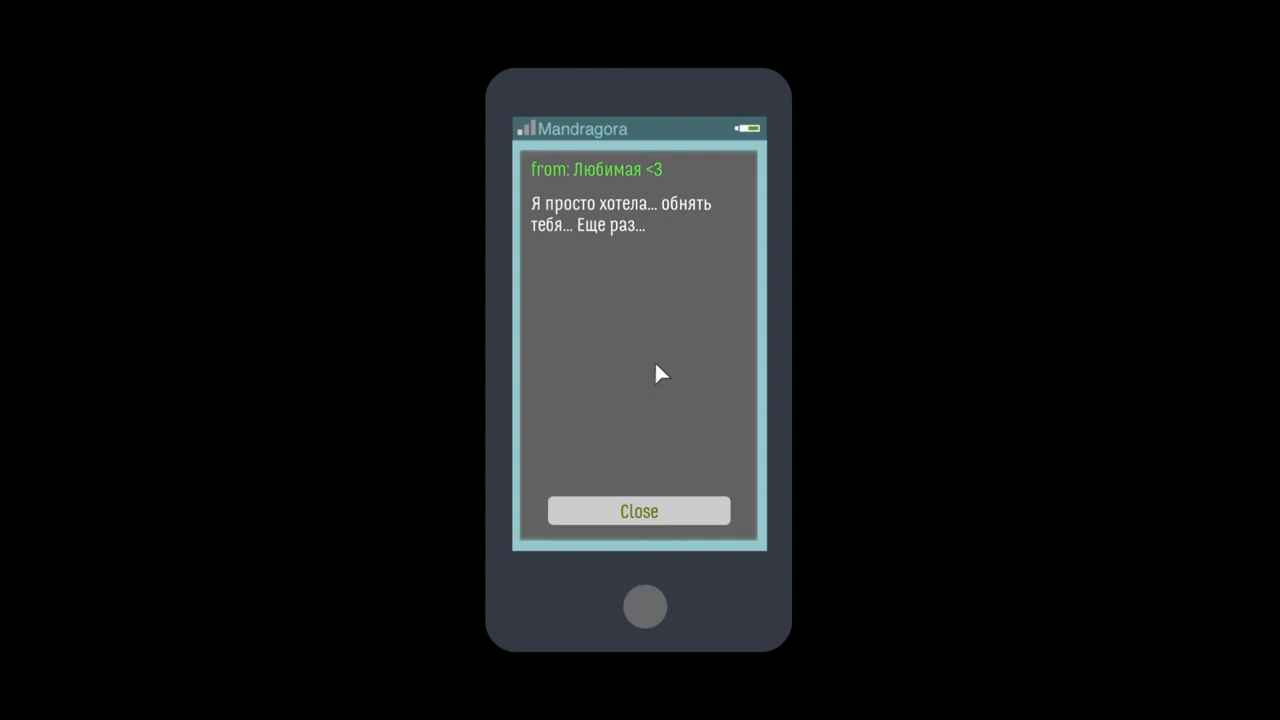 Mandragora
from: Любимая <3
Я просто хотела... обнять
тебя... Еще раз...
Close